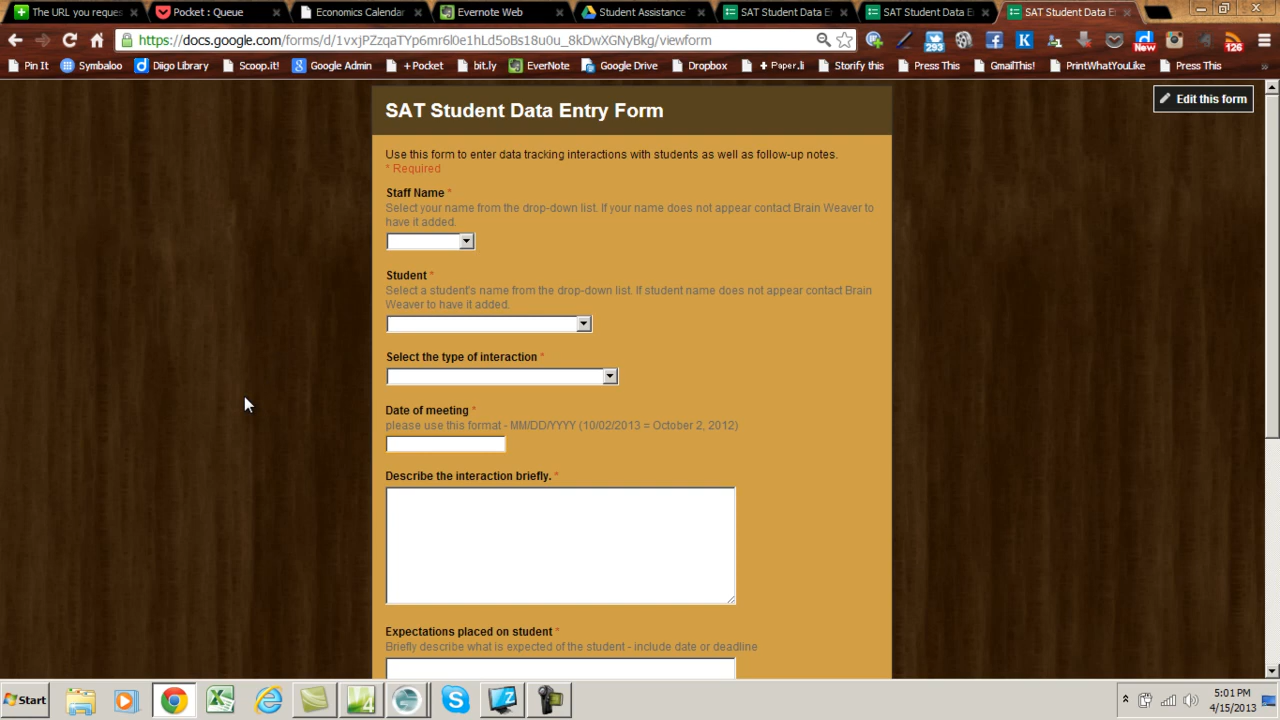 The URL you reques
Pocket : Queue
Economics Calendar
Evernote Web
Student Assistance
SAT Student Data E
SAT Student Data E
SAT Student Data E
https://docs.google.com/forms/d/1vxjPZzqaTYp6mr6l0e1hLd5oBs18u0u_8kDwXGNyBkg/viewform
293
New
126
Pin It
Symbaloo
Diigo Library
Scoop.it!
Google Admin
+Pocket
bit.ly
EverNote
Google Drive
Dropbox
+ Paper.li
Storify this
Press This
GmailThis!
PrintWhatYouLike
Press This
»
Edit this form
SAT Student Data Entry Form
Use this form to enter data tracking interactions with students as well as follow-up notes.
* Required
Staff Name *
Select your name from the drop-down list. If your name does not appear contact Brain Weaver to
have it added.
Student *
Select a student's name from the drop-down list. If student name does not appear contact Brain
Weaver to have it added.
Select the type of interaction *
Date of meeting *
please use this format - MM/DD/YYYY (10/02/2013 = October 2, 2012)
Describe the interaction briefly. *
Expectations placed on student *
Briefly describe what is expected of the student - include date or deadline
Start
5:01 PM
4/15/2013